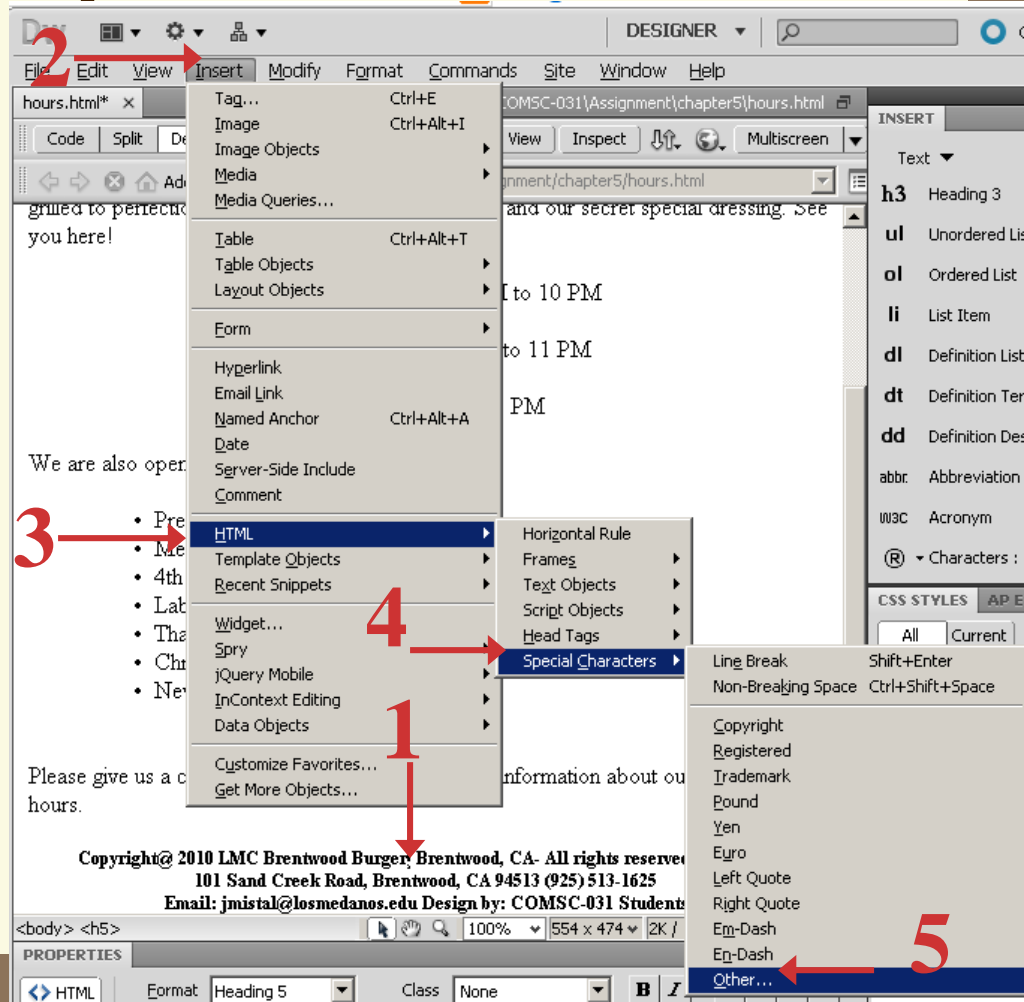 Dw
DESIGNER
2
File Edit View Insert Modify Format Commands Site Window Help
hours.html*
COMSC-031\Assignment\chapter5\hours.html
Code Split
View Inspect Multiscreen
gnment/chapter5/hours.html
grilled to and our secret special dressing. See
you here!
to 10 PM
to 11 PM
PM
We are also
• 4th
Please give us a
hours.
Copyright@ 2010 LMC Brentwood Burger, Brentwood, CA- All rights
101 Sand Creek Road, Brentwood, CA 94513 (925) 513-1625
Email: jmistal@losmedanos.edu Design by: COMSC-031 Students
<body> <h5>
100% 554 x 474 2K /
PROPERTIES
<> HTML Format Heading 5 Class None B I
Tag... Ctrl+E
Image Ctrl+Alt+I
Image Objects
Media
Media Queries...
Table Ctrl+Alt+T
Table Objects
Layout Objects
Form
Hyperlink
Email Link
Named Anchor Ctrl+Alt+A
Date
Server-Side Include
Comment
3
HTML
Template Objects
Recent Snippets
Widget...
Spry
jQuery Mobile
InContext Editing
Data Objects
Customize Favorites...
Get More Objects...
1
Horizontal Rule
Frames
Text Objects
Script Objects
Head Tags
4
Special Characters
Line Break Shift+Enter
Non-Breaking Space Ctrl+Shift+Space
Copyright
Registered
Trademark
Pound
Yen
Euro
Left Quote
Right Quote
Em-Dash
En-Dash
Other...
5
INSERT
Text
h3 Heading 3
ul Unordered
ol Ordered List
li List Item
dl Definition List
dt Definition
dd Definition
abbr. Abbreviation
W3C Acronym
® Characters :
CSS STYLES AP
All Current